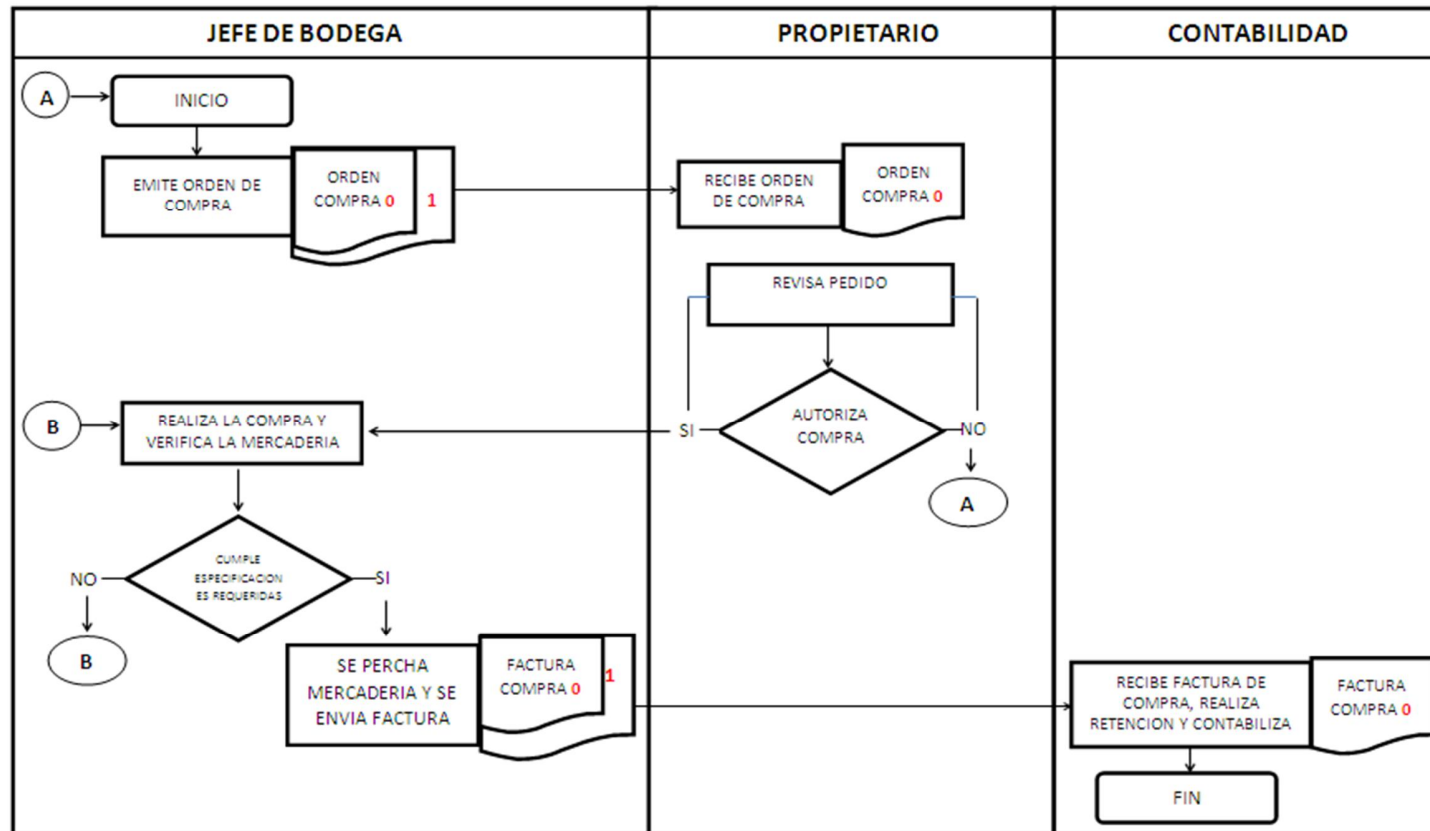 JEFE DE BODEGA
PROPIETARIO
CONTABILIDAD
A
INICIO
EMITE ORDEN DE
COMPRA
ORDEN
COMPRA 0
1
RECIBE ORDEN
DE COMPRA
ORDEN
COMPRA 0
REVISA PEDIDO
AUTORIZA
COMPRA
SI
NO
A
B
REALIZA LA COMPRA Y
VERIFICA LA MERCADERIA
CUMPLE
ESPECIFICACION
ES REQUERIDAS
NO
SI
B
SE PERCHA
MERCADERIA Y SE
ENVIA FACTURA
FACTURA
COMPRA 0
1
RECIBE FACTURA DE
COMPRA, REALIZA
RETENCION Y CONTABILIZA
FACTURA
COMPRA 0
FIN